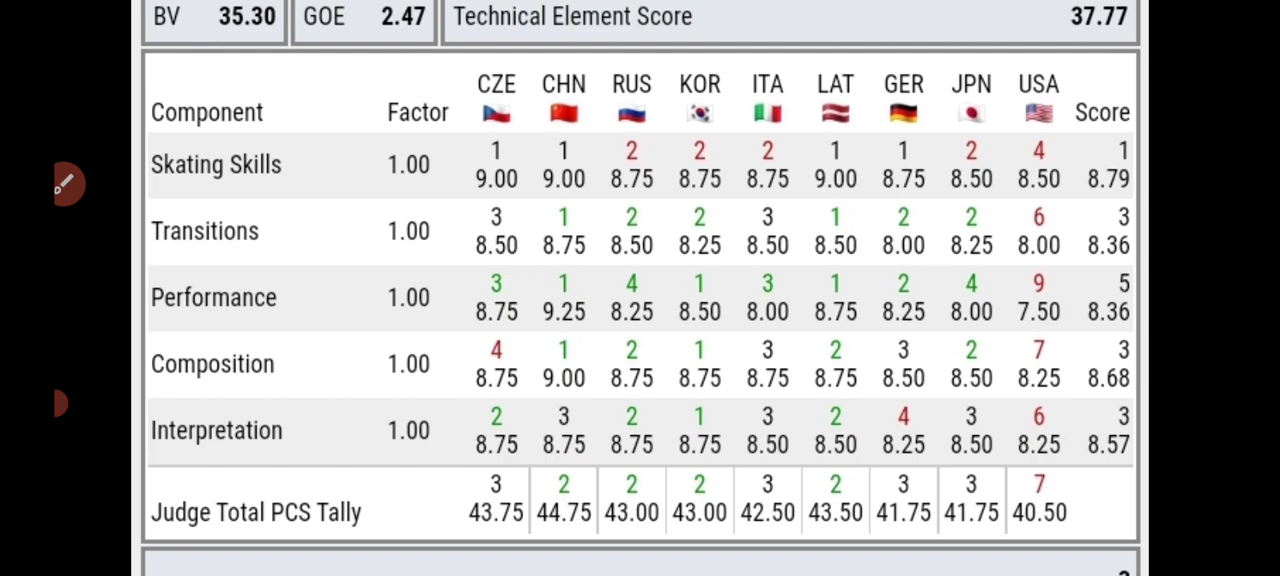 BV 35.30 GOE 2.47 Technical Element Score 37.77
CZE CHN RUS KOR ITA LAT GER JPN USA
Component Factor Score
1 1 2 2 2 1 1 2 4 1
Skating Skills 1.00
9.00 9.00 8.75 8.75 8.75 9.00 8.75 8.50 8.50 8.79
3 1 2 2 3 1 2 2 6 3
Transitions 1.00
8.50 8.75 8.50 8.25 8.50 8.50 8.00 8.25 8.00 8.36
3 1 4 1 3 1 2 4 9 5
Performance 1.00
8.75 9.25 8.25 8.50 8.00 8.75 8.25 8.00 7.50 8.36
4 1 2 1 3 2 3 2 7 3
Composition 1.00
8.75 9.00 8.75 8.75 8.75 8.75 8.50 8.50 8.25 8.68
2 3 2 1 3 2 4 3 6 3
Interpretation 1.00
8.75 8.75 8.75 8.75 8.50 8.50 8.25 8.50 8.25 8.57
3 2 2 2 3 2 3 3 7
Judge Total PCS Tally 43.75 44.75 43.00 43.00 42.50 43.50 41.75 41.75 40.50